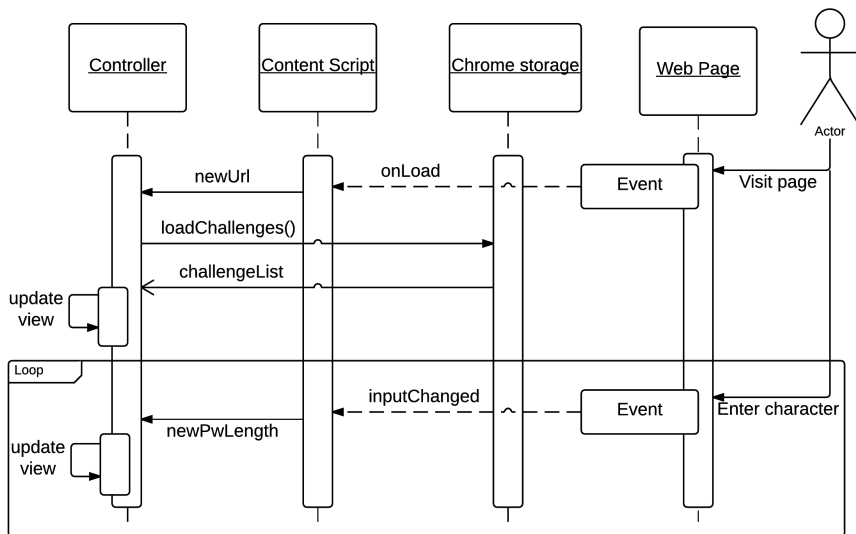 Controller
Content Script
Chrome storage
Web Page
Actor
newUrl
onLoad
Event
Visit page
loadChallenges()
challengeList
update
view
Loop
inputChanged
Event
Enter character
newPwLength
update
view